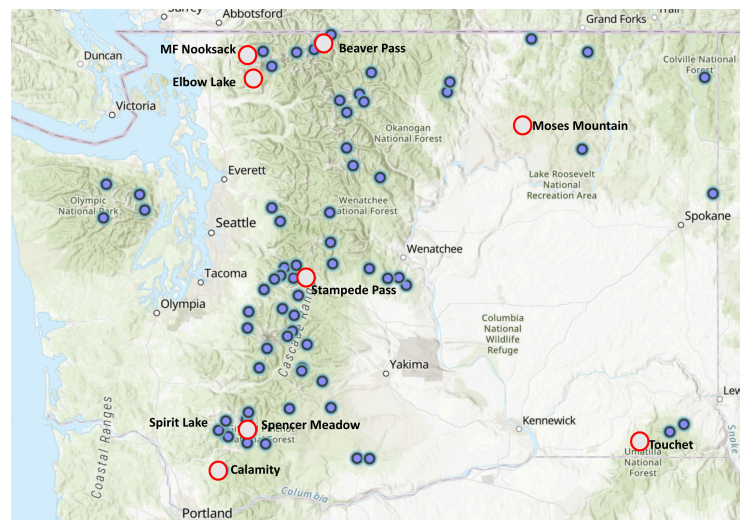 Surrey
Abbotsford
Grand Forks
Trail
MF Nooksack
Beaver Pass
Duncan
Colville National
Forest
Elbow Lake
Victoria
Moses Mountain
Okanogan
National Forest
Everett
Lake Roosevelt
National
Recreation Area
Olympic
National Park
Wenatchee
National Forest
Seattle
Spokane
Wenatchee
Tacoma
Stampede Pass
Olympia
Cascade Range
Columbia
National
Wildlife
Refuge
Yakima
Coastal Ranges
Lew
Spirit Lake
Spencer Meadow
National Forest
Kennewick
Snake
Touchet
Umatilla
National
Forest
Calamity
Columbia
Portland